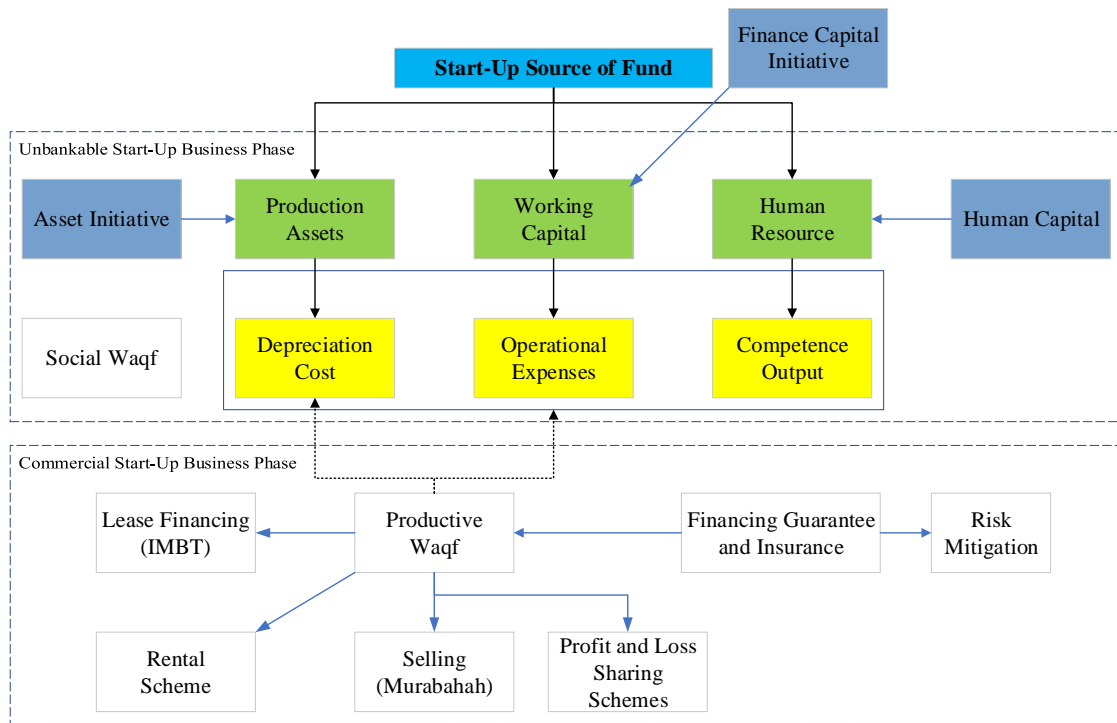 Finance Capital
Initiative
Start-Up Source of Fund
Unbankable Start-Up Business Phase
Asset Initiative
Production
Assets
Working
Capital
Human
Resource
Human Capital
Social Waqf
Depreciation
Cost
Operational
Expenses
Competence
Output
Commercial Start-Up Business Phase
Lease Financing
(IMBT)
Productive
Waqf
Financing Guarantee
and Insurance
Risk
Mitigation
Rental
Scheme
Selling
(Murabahah)
Profit and Loss
Sharing
Schemes